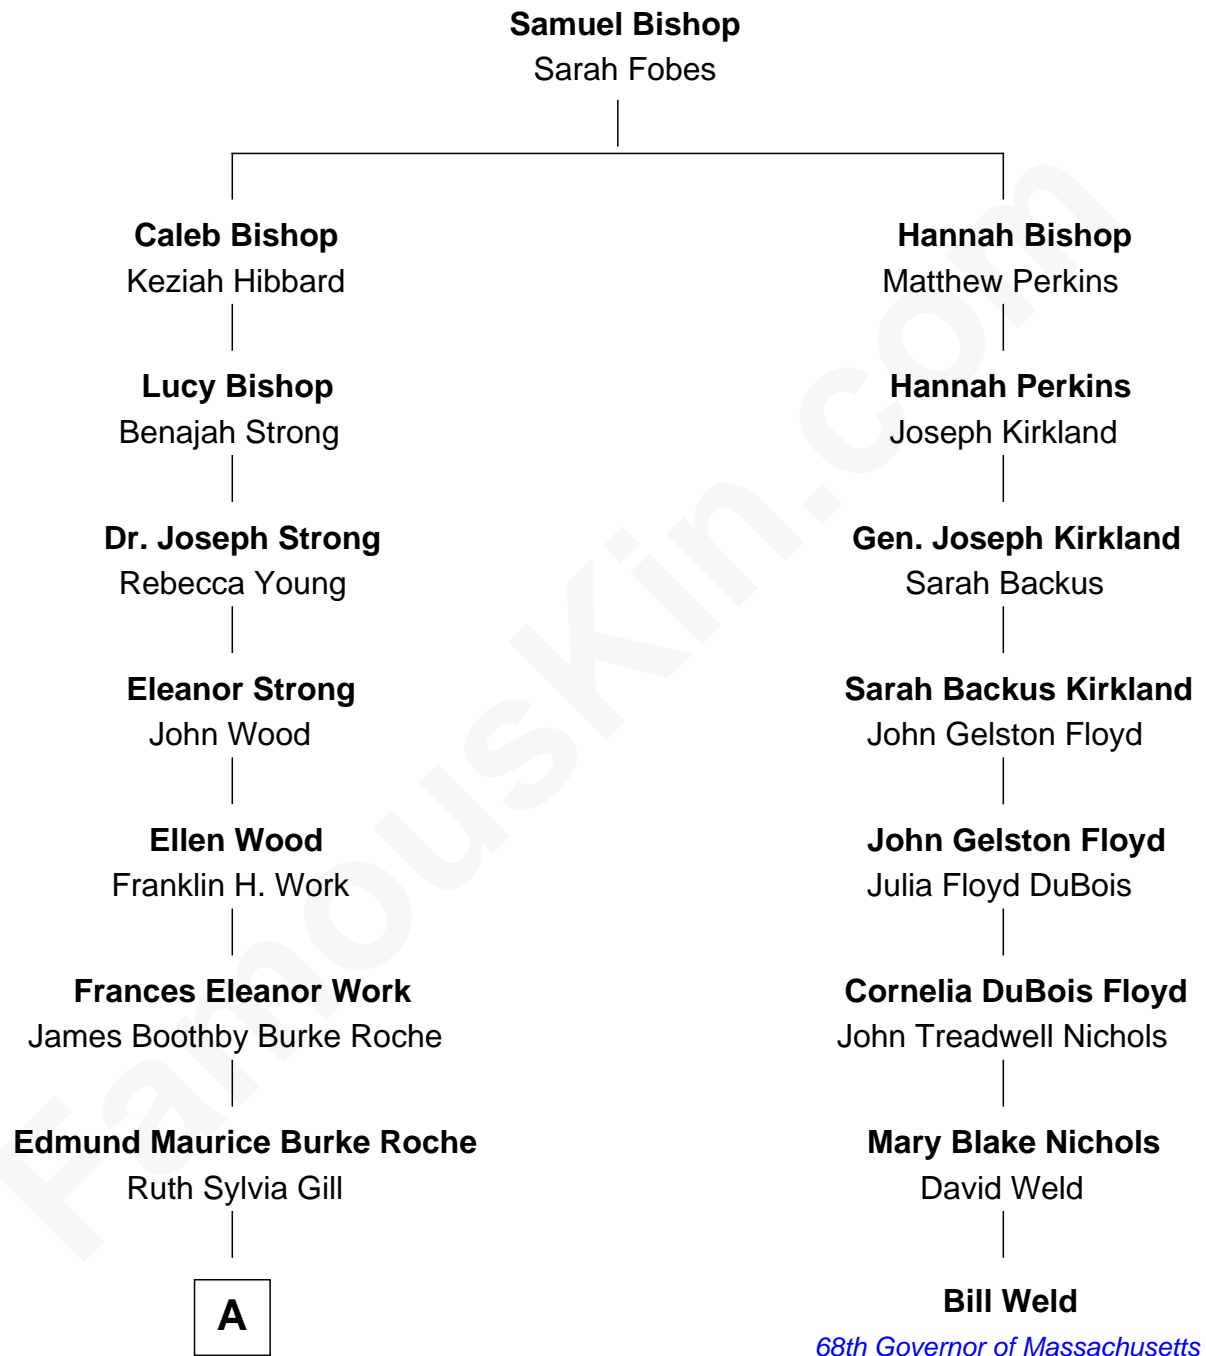 Samuel Bishop
Sarah Fobes
Caleb Bishop
Keziah Hibbard
Hannah Bishop
Matthew Perkins
Lucy Bishop
Benajah Strong
Hannah Perkins
Joseph Kirkland
Dr. Joseph Strong
Rebecca Young
Gen. Joseph Kirkland
Sarah Backus
Eleanor Strong
John Wood
Sarah Backus Kirkland
John Gelston Floyd
Ellen Wood
Franklin H. Work
John Gelston Floyd
Julia Floyd DuBois
Frances Eleanor Work
James Boothby Burke Roche
Cornelia DuBois Floyd
John Treadwell Nichols
Edmund Maurice Burke Roche
Ruth Sylvia Gill
Mary Blake Nichols
David Weld
A
Bill Weld
68th Governor of Massachusetts
FamousKin.com